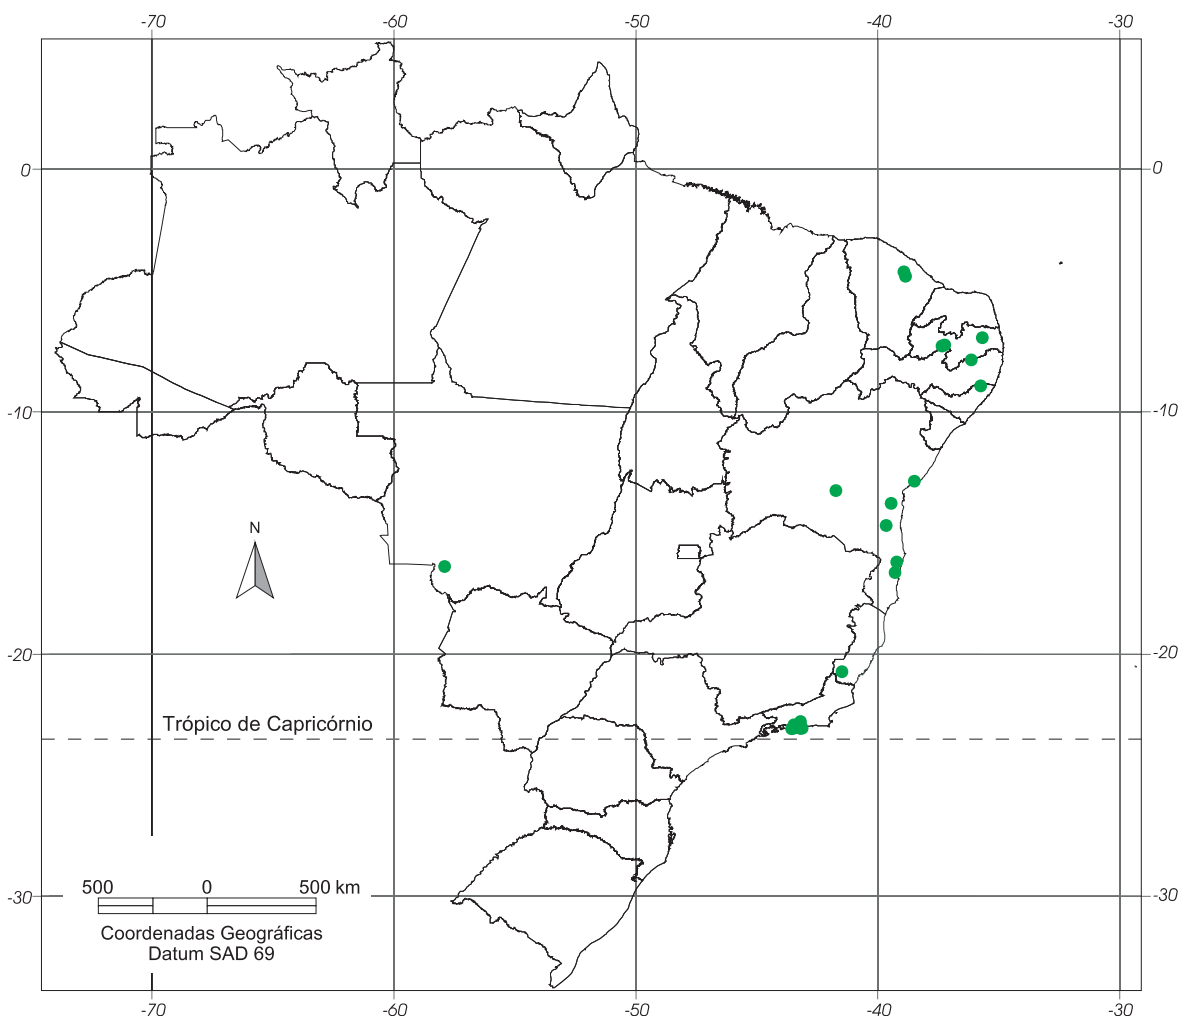 -70 -60 -50 -40 -30
0 0
-10 -10
N
-20 -20
Trópico de Capricórnio
500 0 500 km
-30 -30
Coordenadas Geográficas
Datum SAD 69
-70 -60 -50 -40 -30